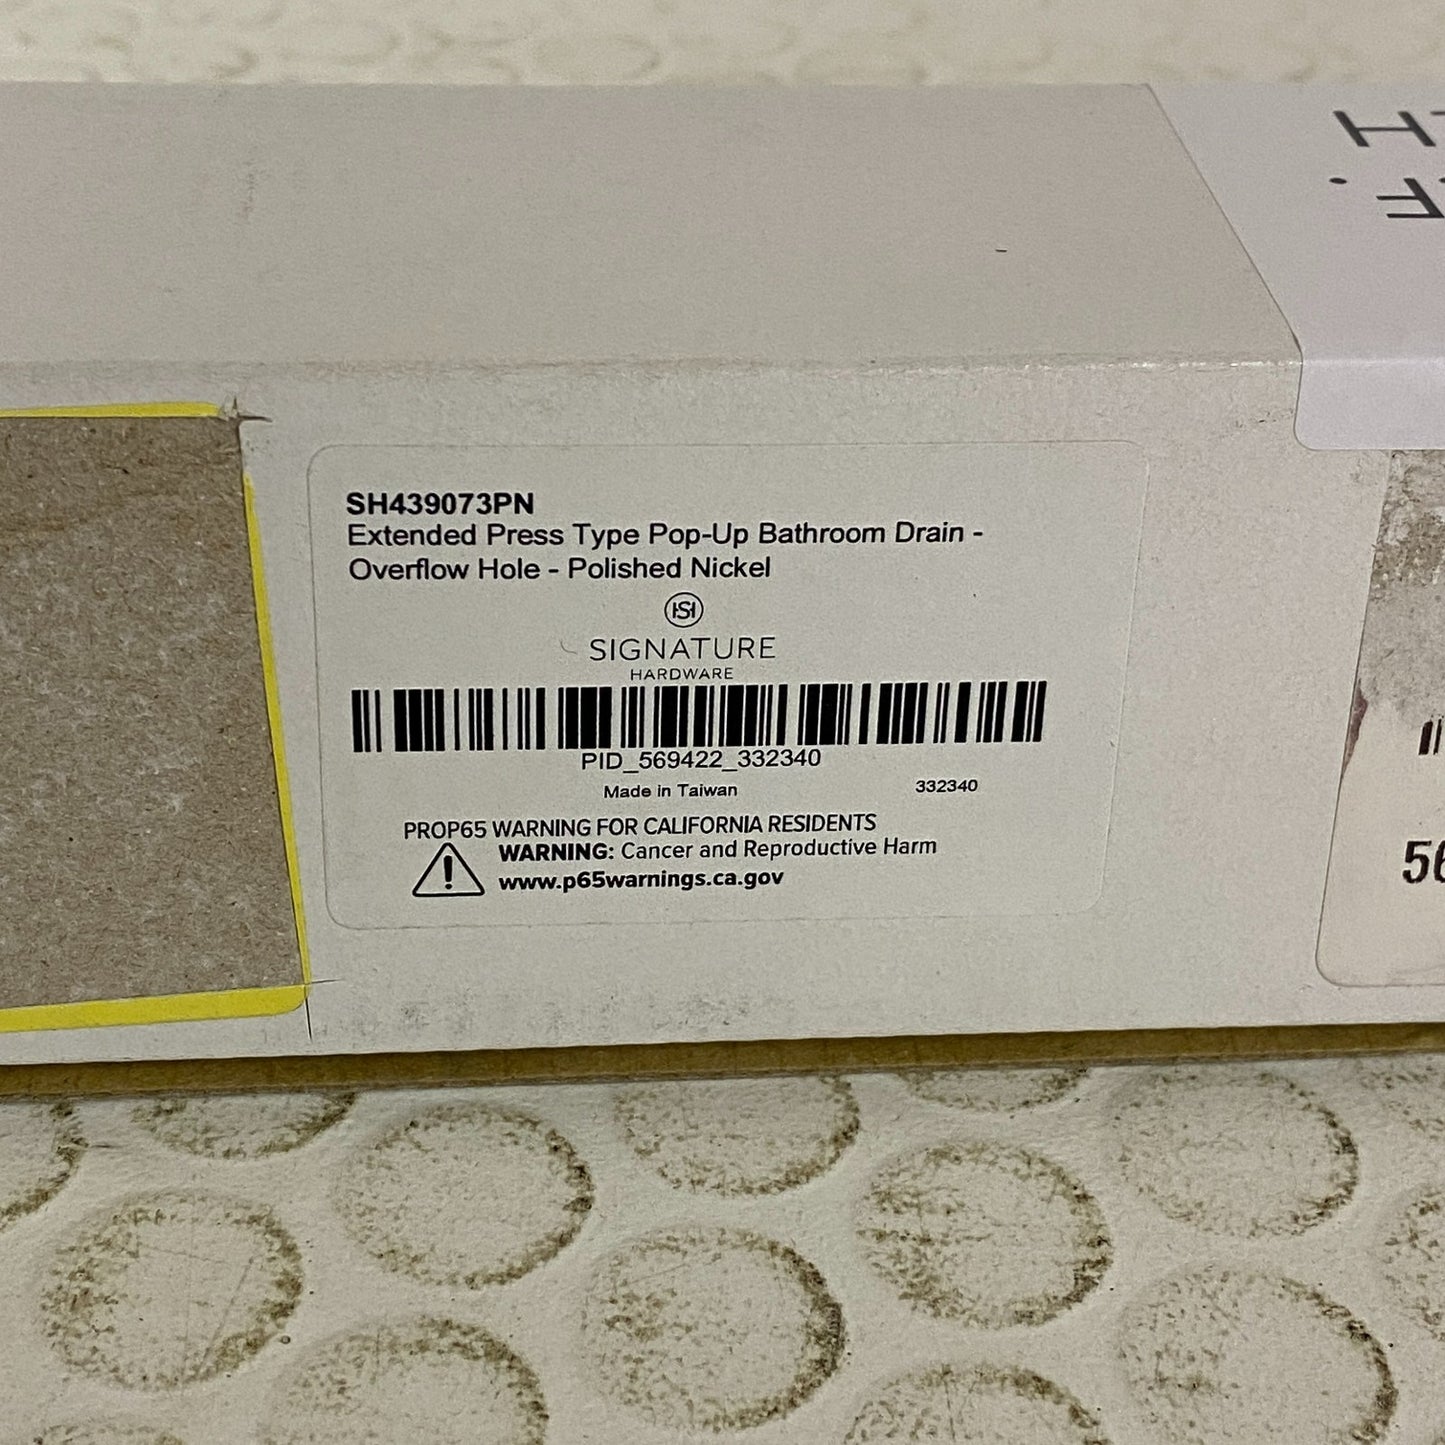 SH439073PN
Extended Press Type Pop-Up Bathroom Drain -
Overflow Hole - Polished Nickel
SIGNATURE
HARDWARE
PID_569422_332340
Made in Taiwan 332340
PROP65 WARNING FOR CALIFORNIA RESIDENTS
WARNING: Cancer and Reproductive Harm
www.p65warnings.ca.gov